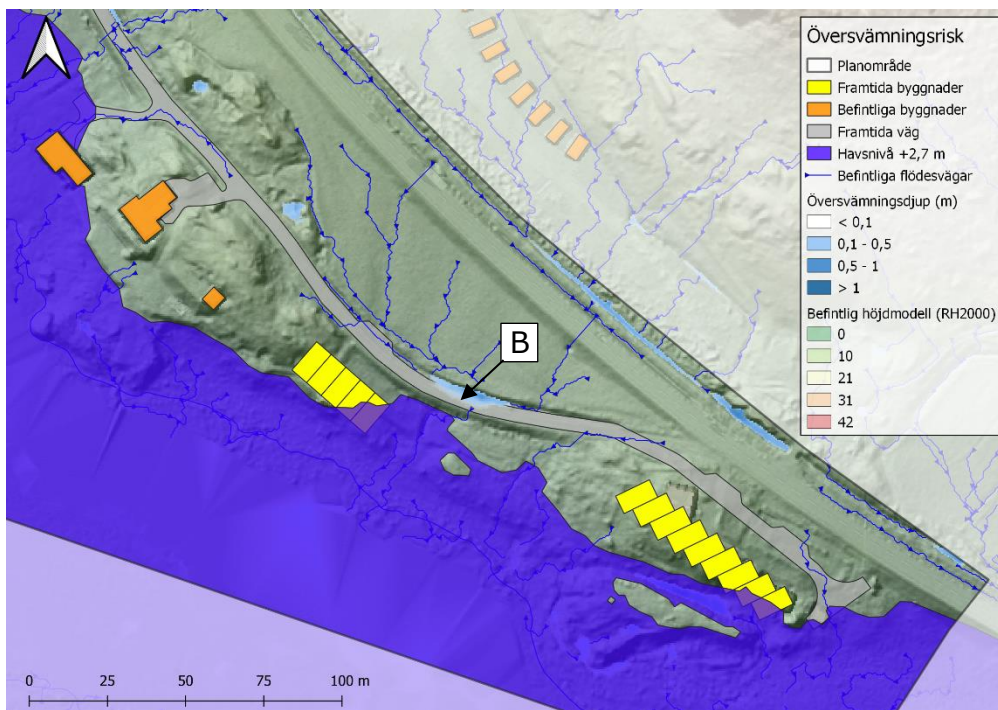 Översvämningsrisk
Planområde
Framtida byggnader
Befintliga byggnader
Framtida väg
Havsnivå +2,7 m
Befintliga flödesvägar
Översvämningsdjup (m)
< 0,1
0,1 - 0,5
0,5 - 1
> 1
Befintlig höjdmodell (RH2000)
0
10
21
31
42
B
0 25 50 75 100 m